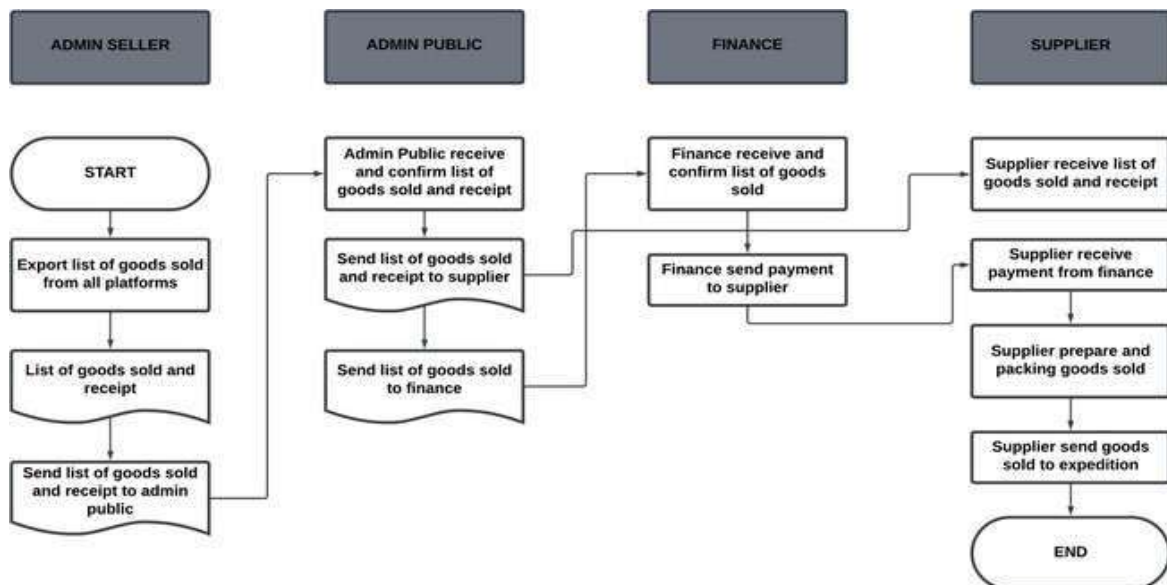 ADMIN SELLER
ADMIN PUBLIC
FINANCE
SUPPLIER
START
Export list of goods sold
from all platforms
List of goods sold and
receipt
Send list of goods sold
and receipt to admin
public
Admin Public receive
and confirm list of
goods sold and receipt
Send list of goods sold
and receipt to supplier
Send list of goods sold
to finance
Finance receive and
confirm list of goods
sold
Finance send payment
to supplier
Supplier receive list of
goods sold and receipt
Supplier receive
payment from finance
Supplier prepare and
packing goods sold
Supplier send goods
sold to expedition
END